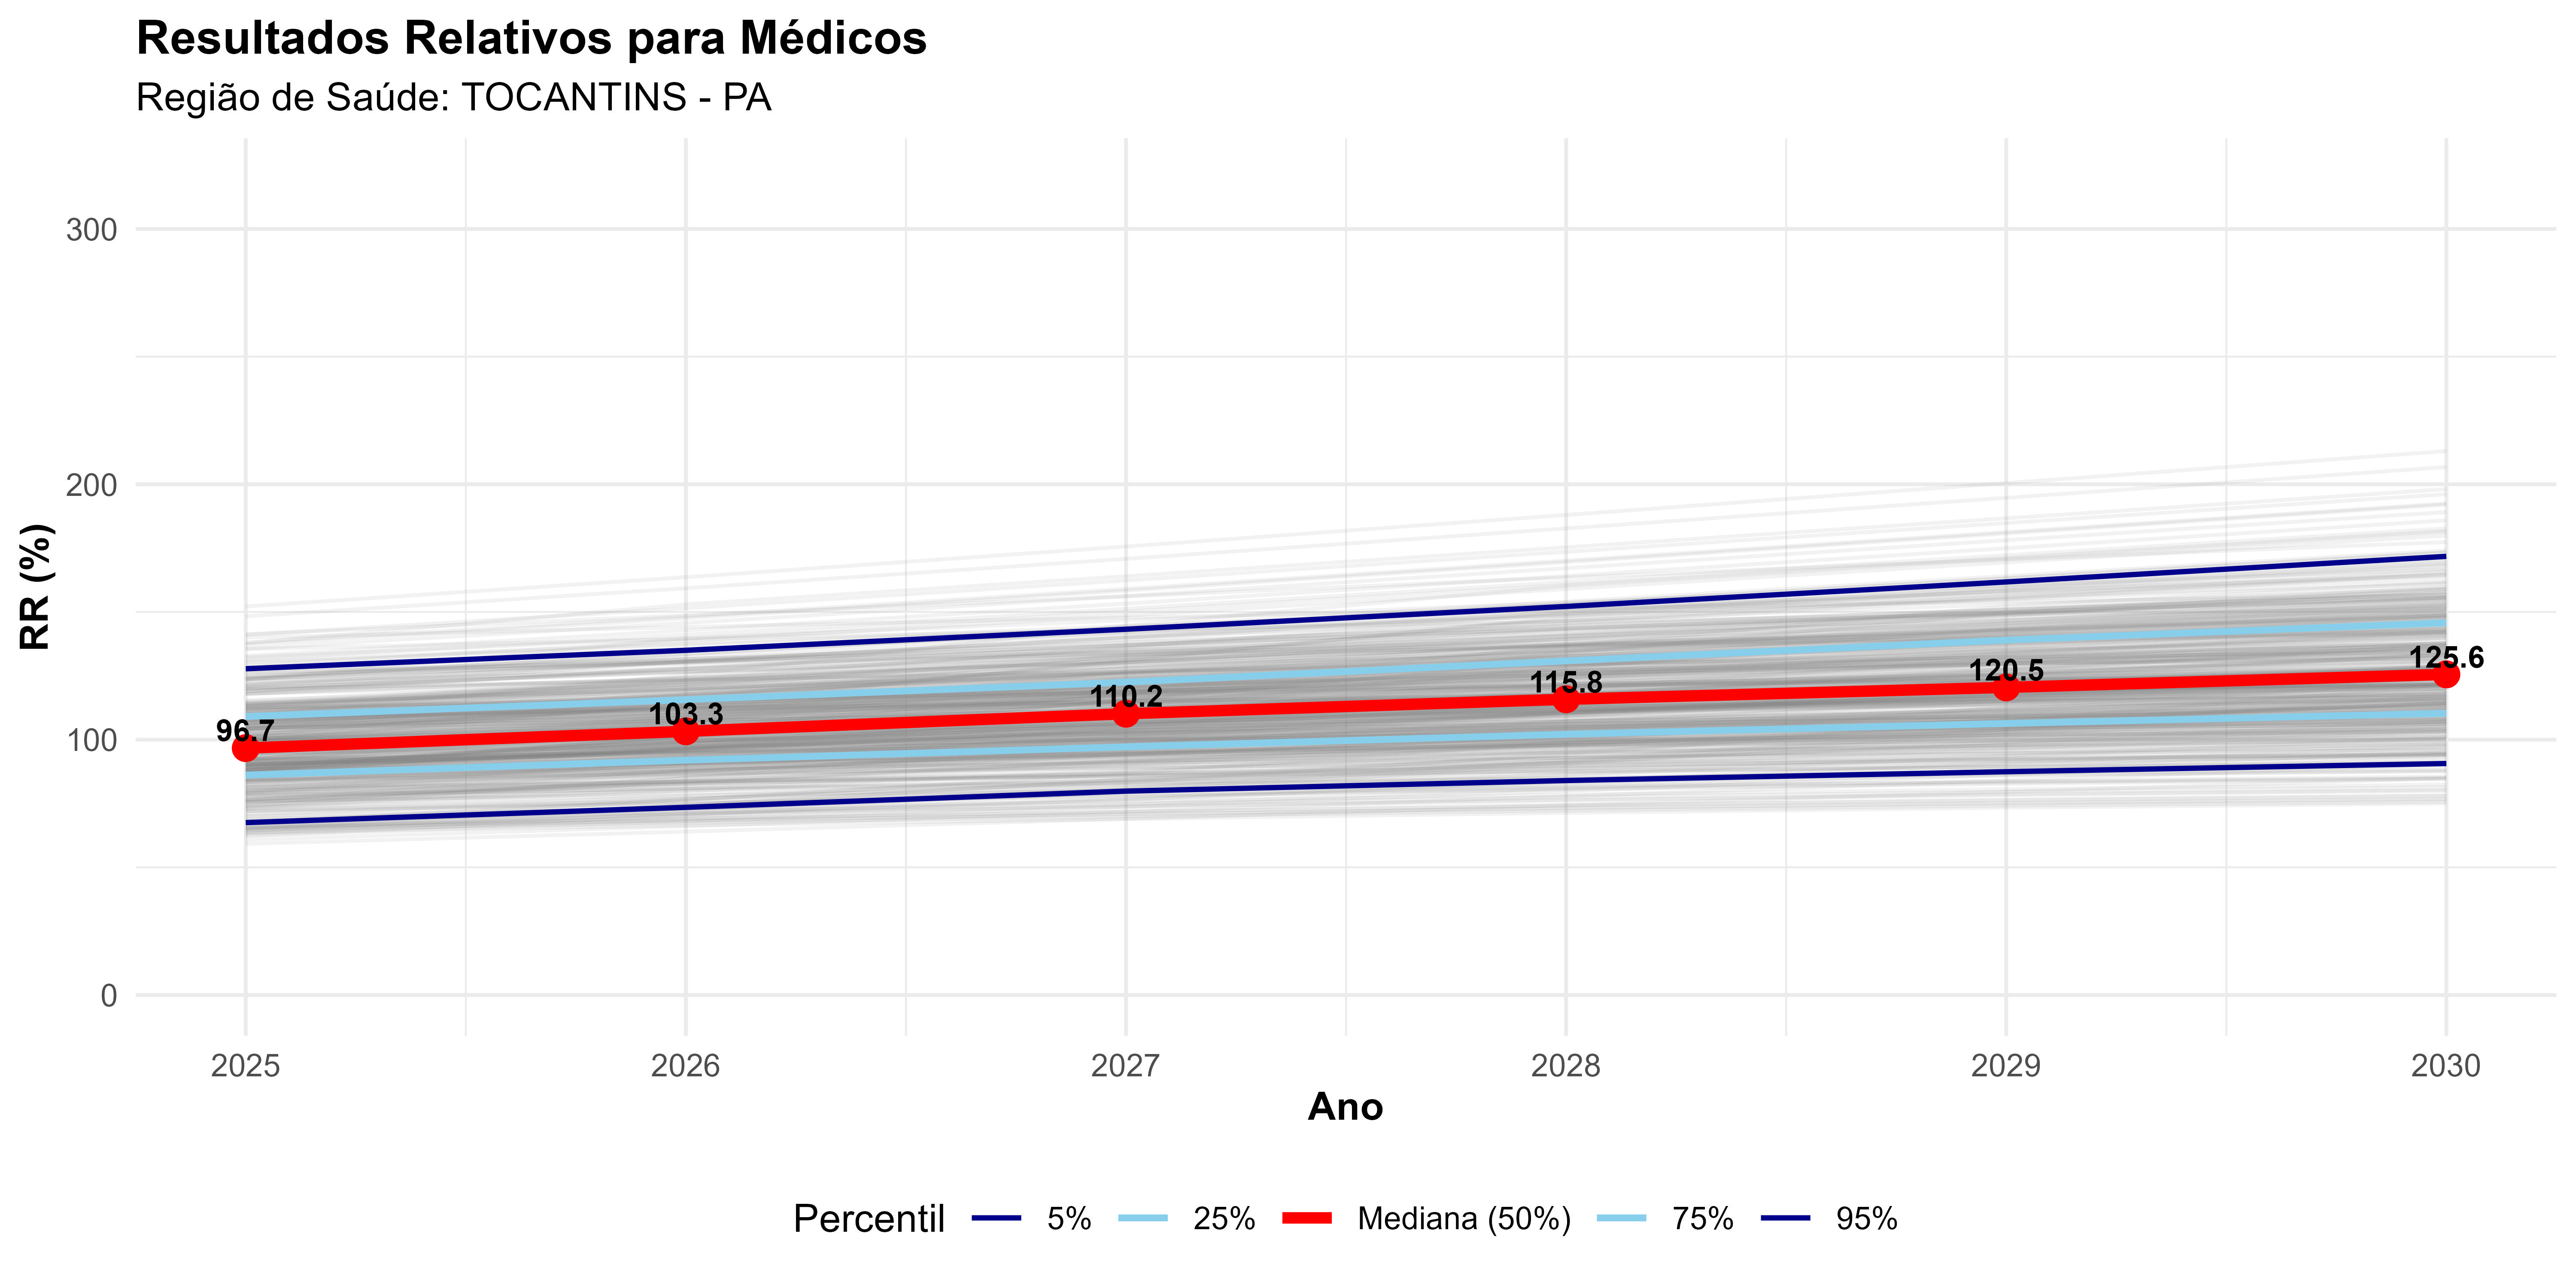 Resultados Relativos para Médicos
Região de Saúde: TOCANTINS - PA
RR (%)
300
200
100
0
96.7
103.3
110.2
115.8
120.5
125.6
2025 2026 2027 2028 2029 2030
Ano
Percentil 5% 25% Mediana (50%) 75% 95%